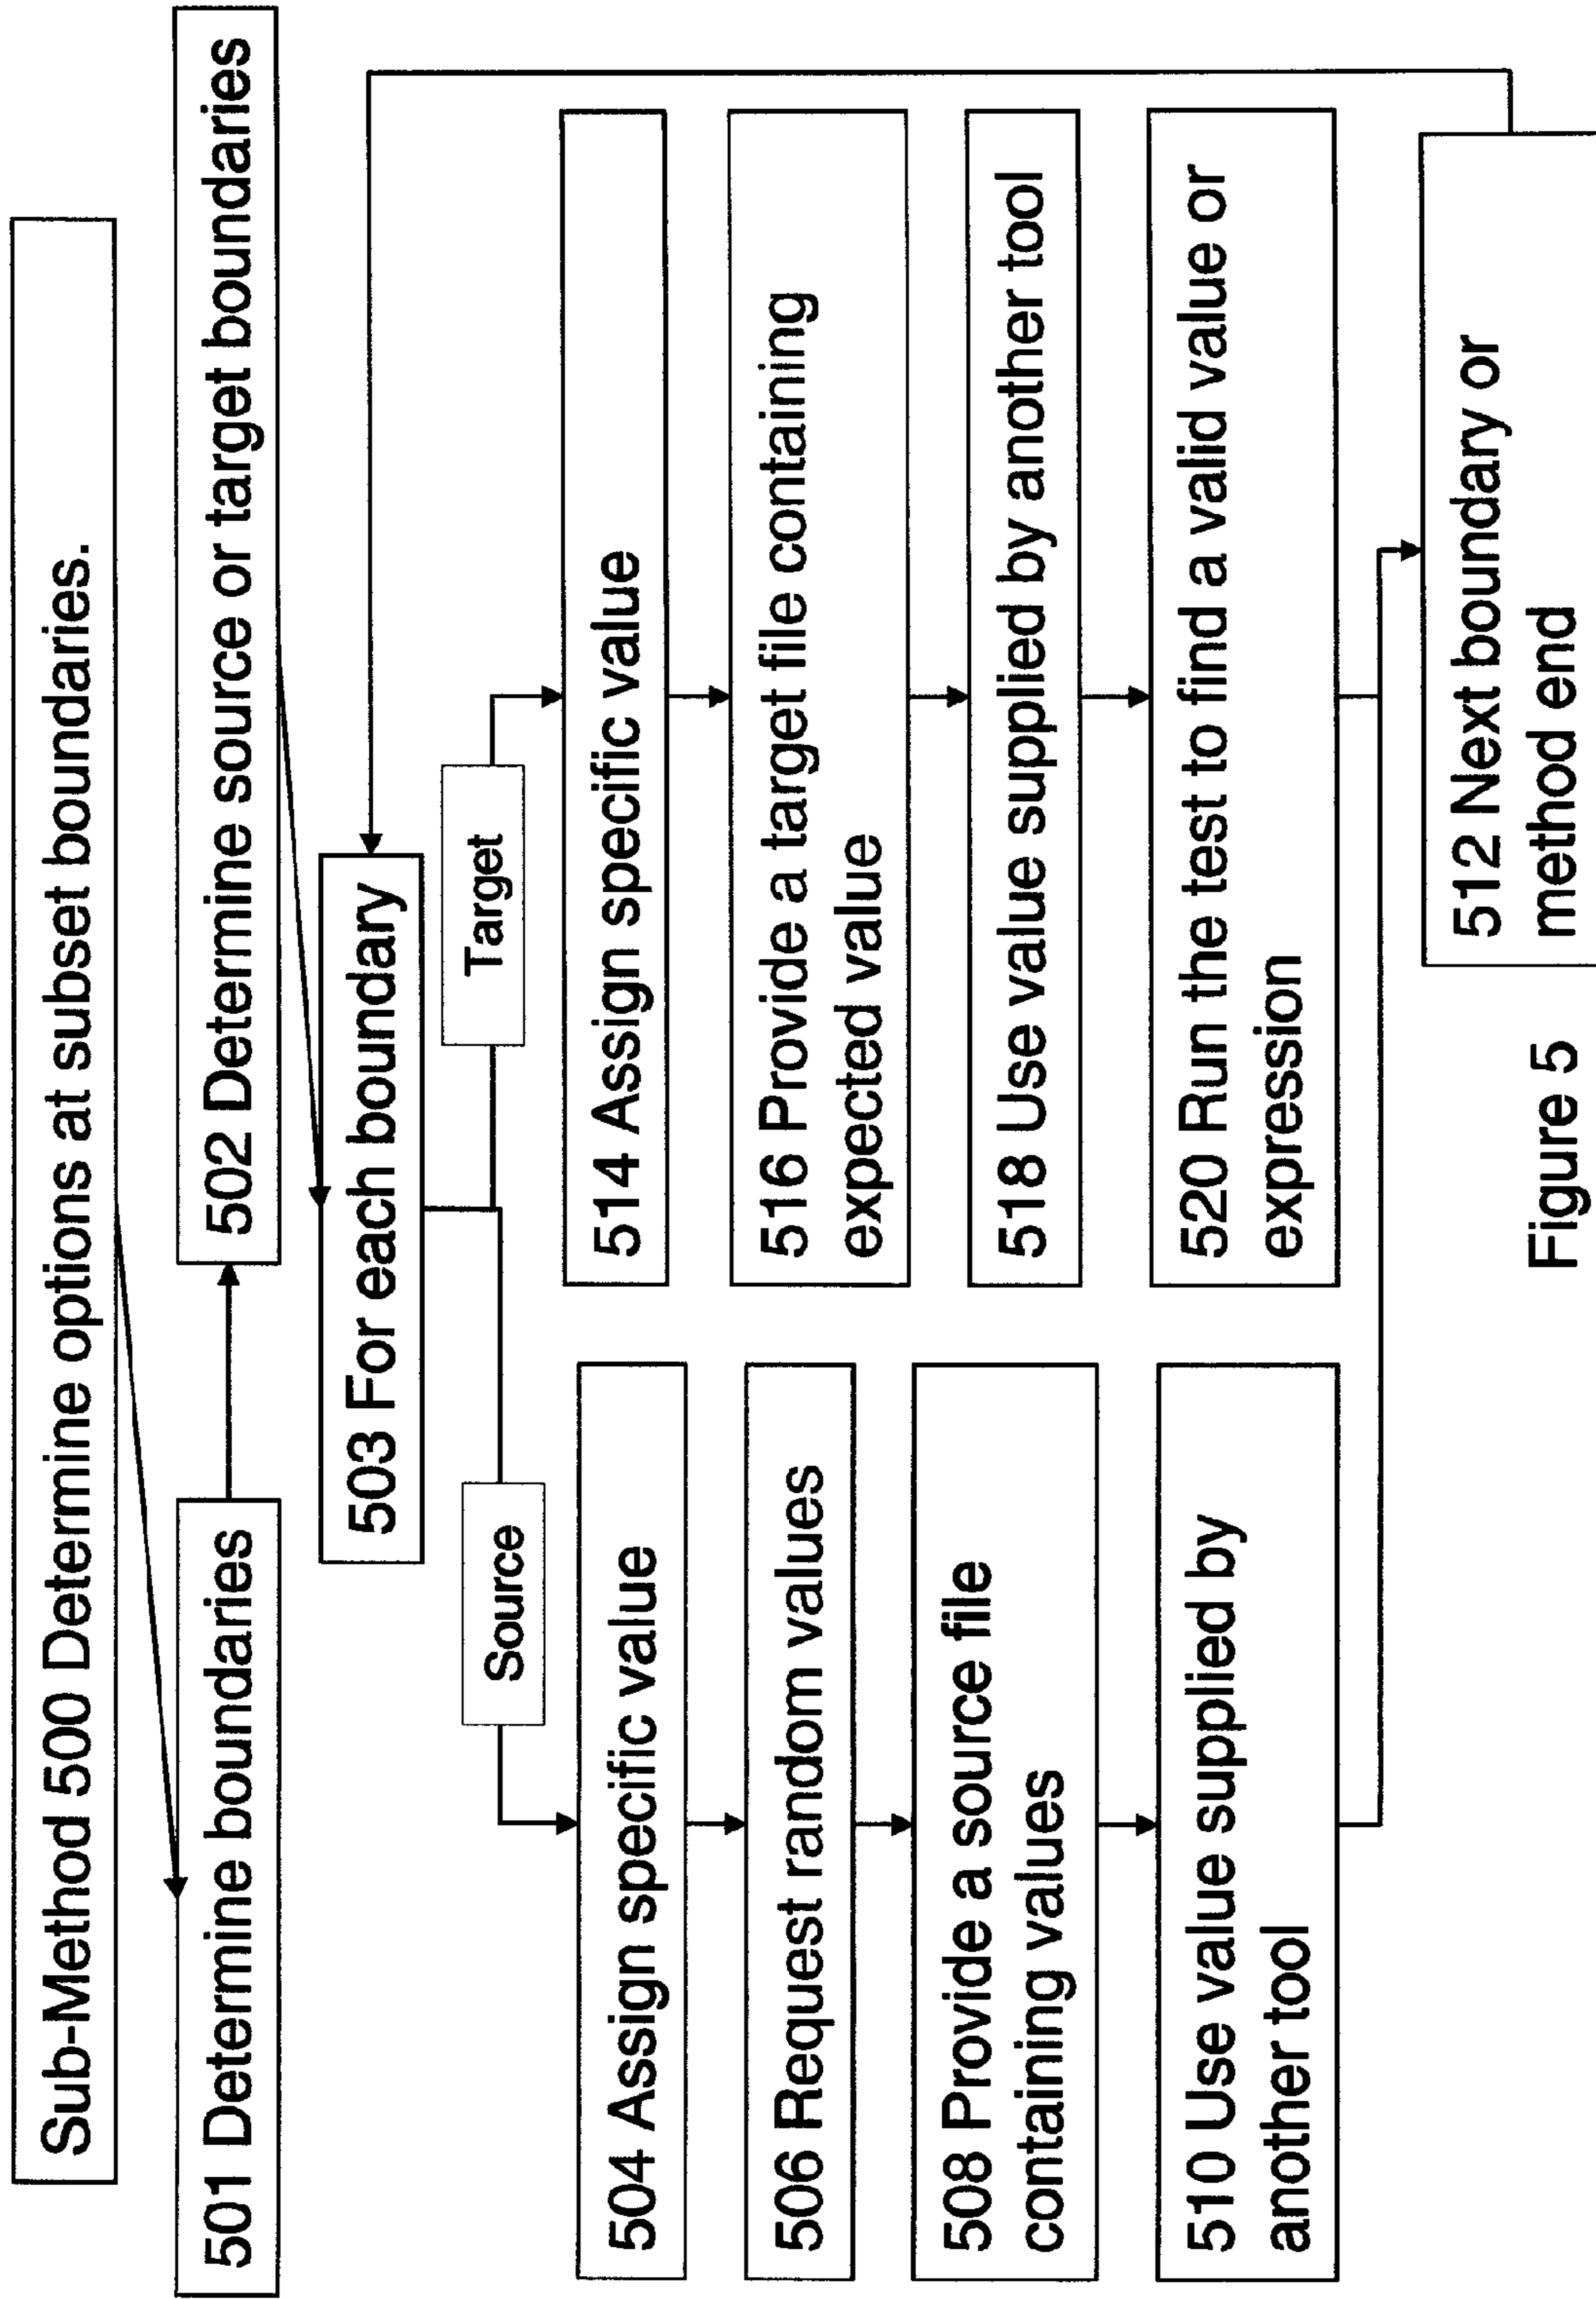 Sub-Method 500 Determine options at subset boundaries.
501 Determine boundaries
502 Determine source or target boundaries
503 For each boundary
Source
Target
504 Assign specific value
506 Request random values
508 Provide a source file
containing values
510 Use value supplied by
another tool
514 Assign specific value
516 Provide a target file containing
expected value
518 Use value supplied by another tool
520 Run the test to find a valid value or
expression
512 Next boundary or
method end
Figure 5